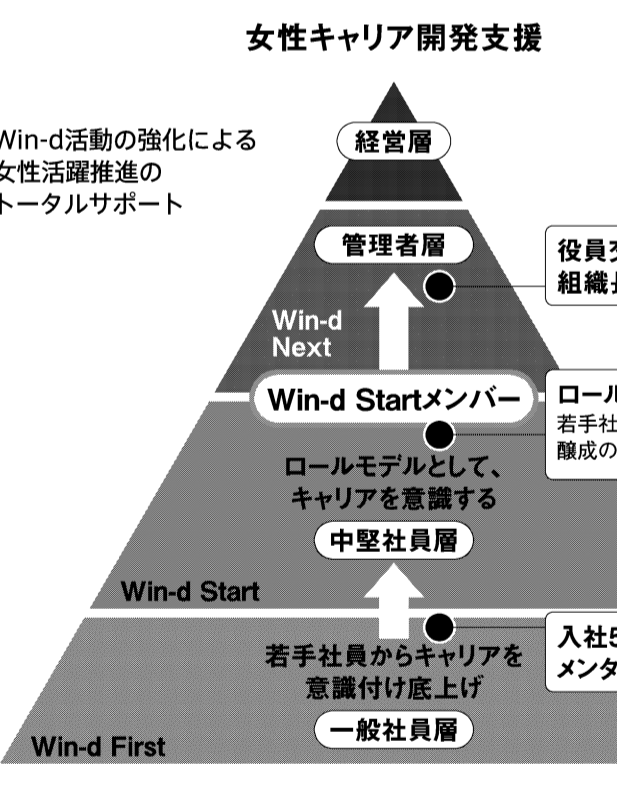 女性キャリア開発支援
Win-d活動の強化による
女性活躍推進の
トータルサポート
経営層
管理者層
役員
組織長
Win-d
Next
Win-d Startメンバー
ロール
若手社
醸成の
ロールモデルとして、
キャリアを意識する
中堅社員層
Win-d Start
入社5
メンタ
若手社員からキャリアを
意識付け底上げ
一般社員層
Win-d First